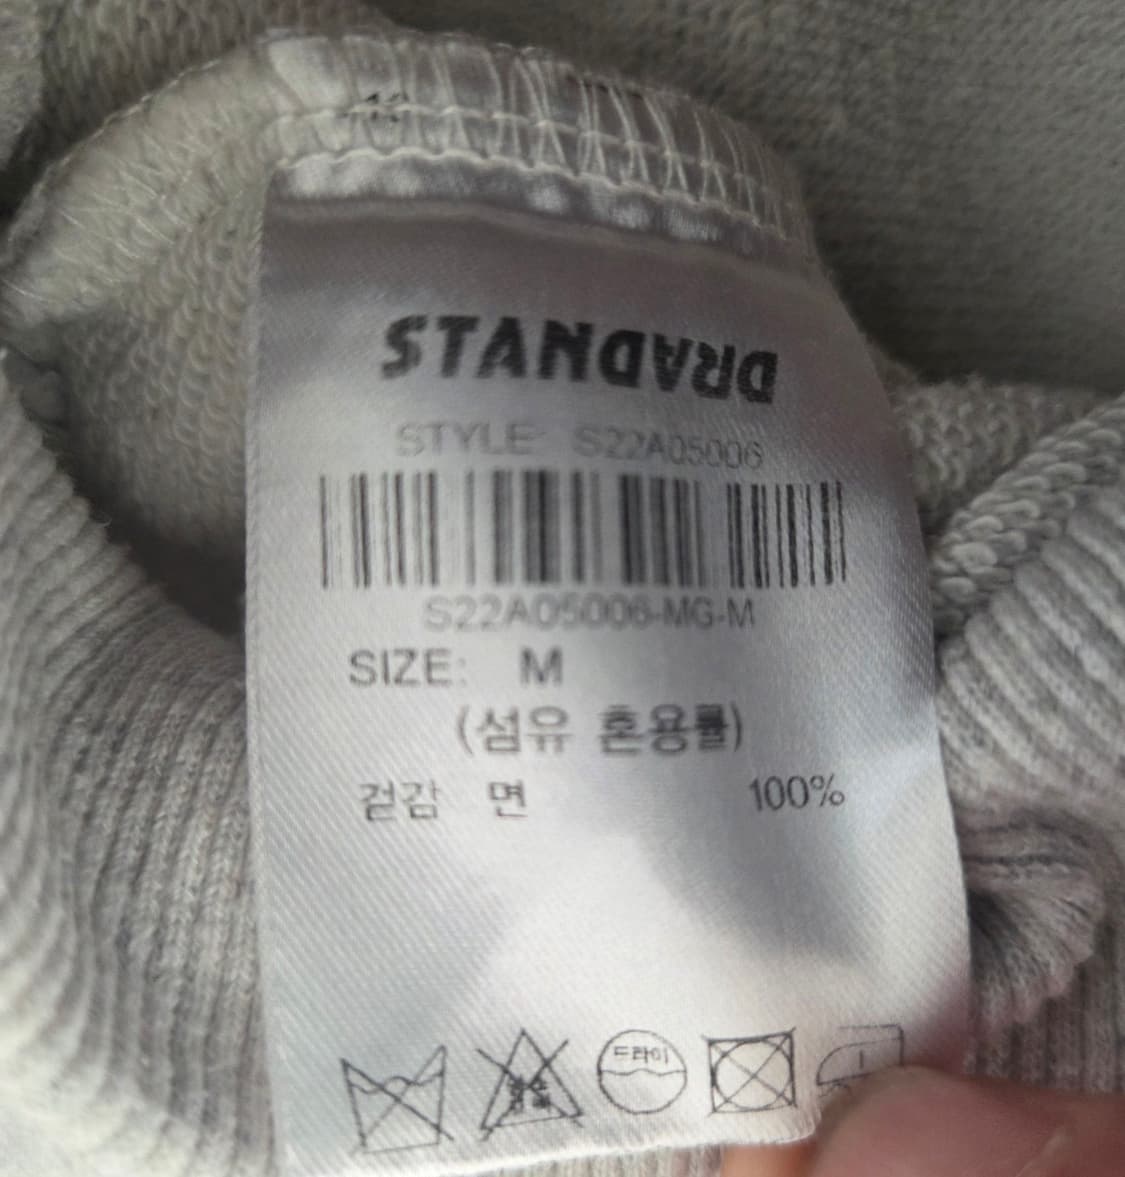 STANDARD
STYLE: S22A05006
S22A05006-MG-M
SIZE: M
(섬유 혼용률)
겉감 면 100%
드라이